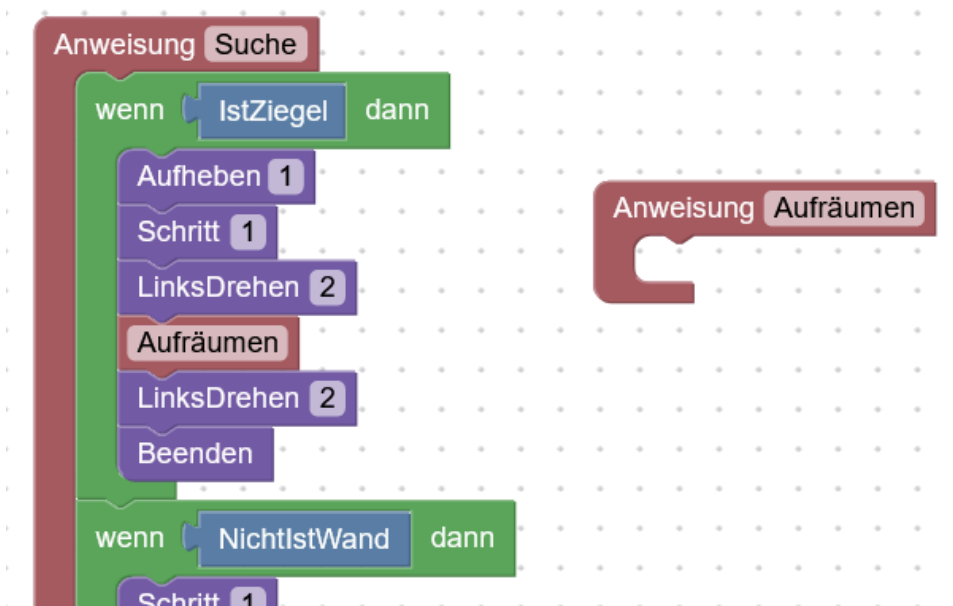 Anweisung Suche
wenn IstZiegel dann
Aufheben 1
Schritt 1
LinksDrehen 2
Aufräumen
LinksDrehen 2
Beenden
wenn NichtIstWand dann
Schritt 1
Anweisung Aufräumen